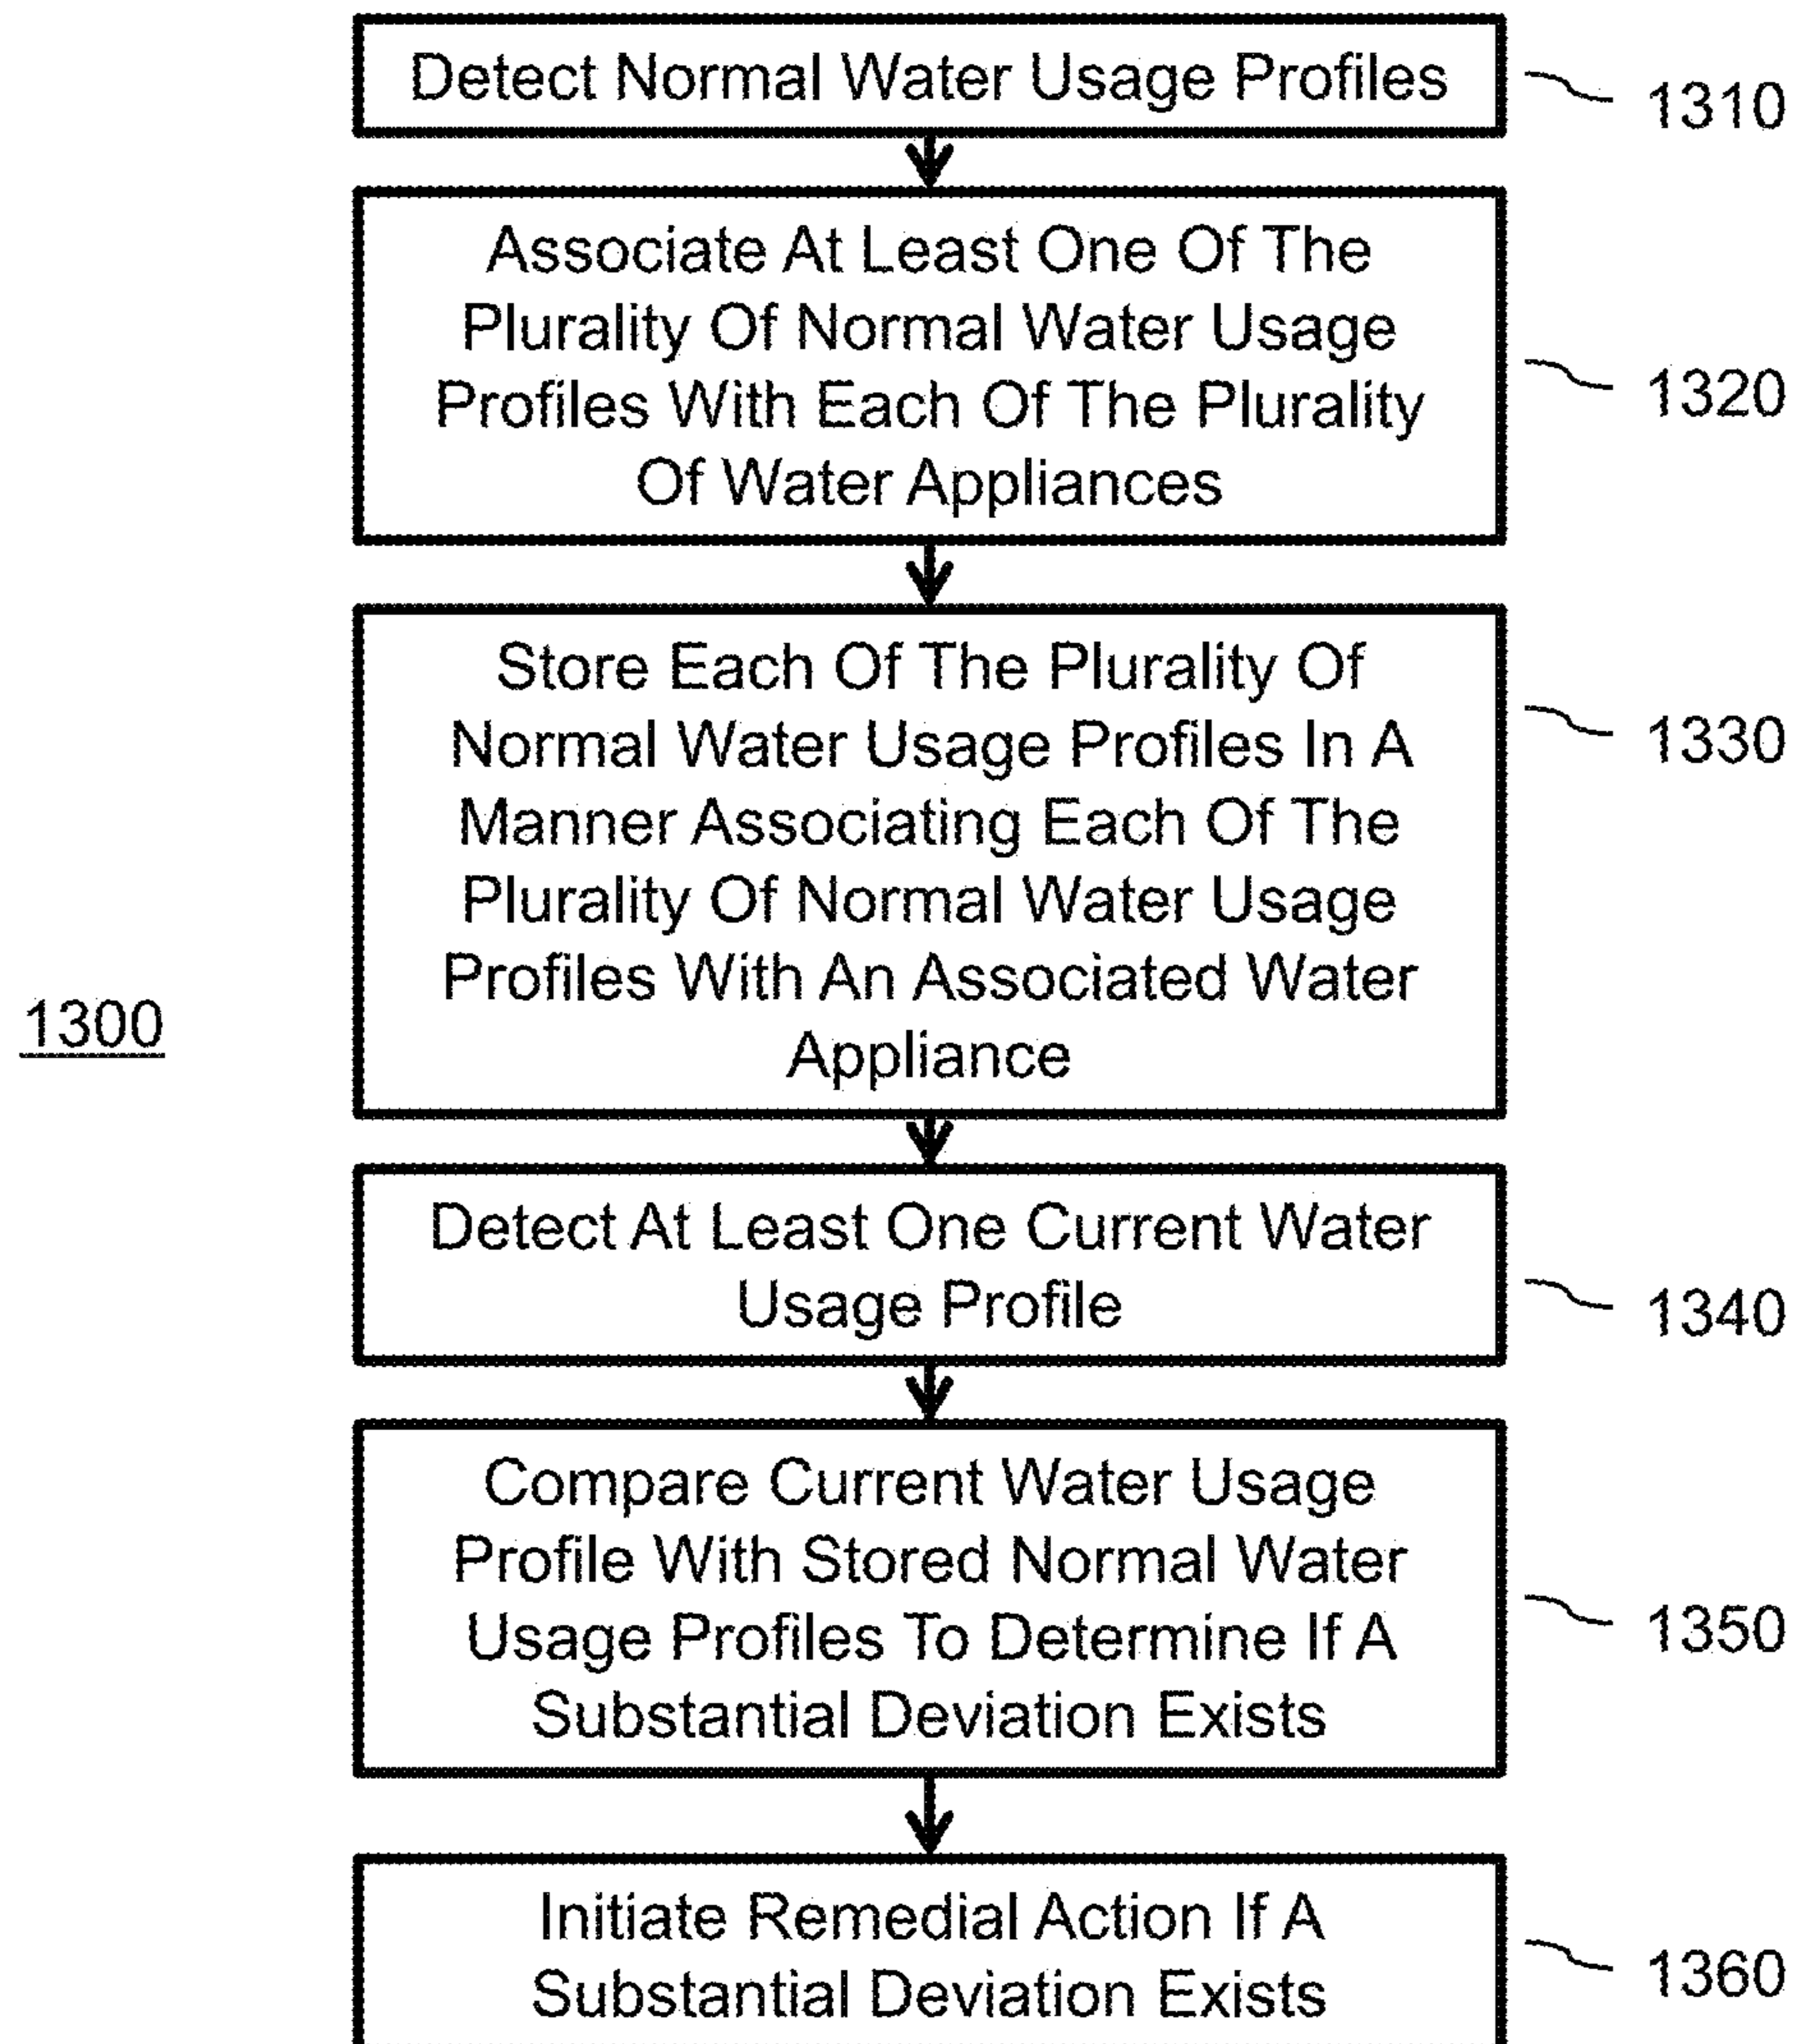 Detect Normal Water Usage Profiles
1310
Associate At Least One Of The
Plurality Of Normal Water Usage
Profiles With Each Of The Plurality
Of Water Appliances
1320
Store Each Of The Plurality Of
Normal Water Usage Profiles In A
Manner Associating Each Of The
Plurality Of Normal Water Usage
Profiles With An Associated Water
Appliance
1330
1300
Detect At Least One Current Water
Usage Profile
1340
Compare Current Water Usage
Profile With Stored Normal Water
Usage Profiles To Determine If A
Substantial Deviation Exists
1350
Initiate Remedial Action If A
Substantial Deviation Exists
1360